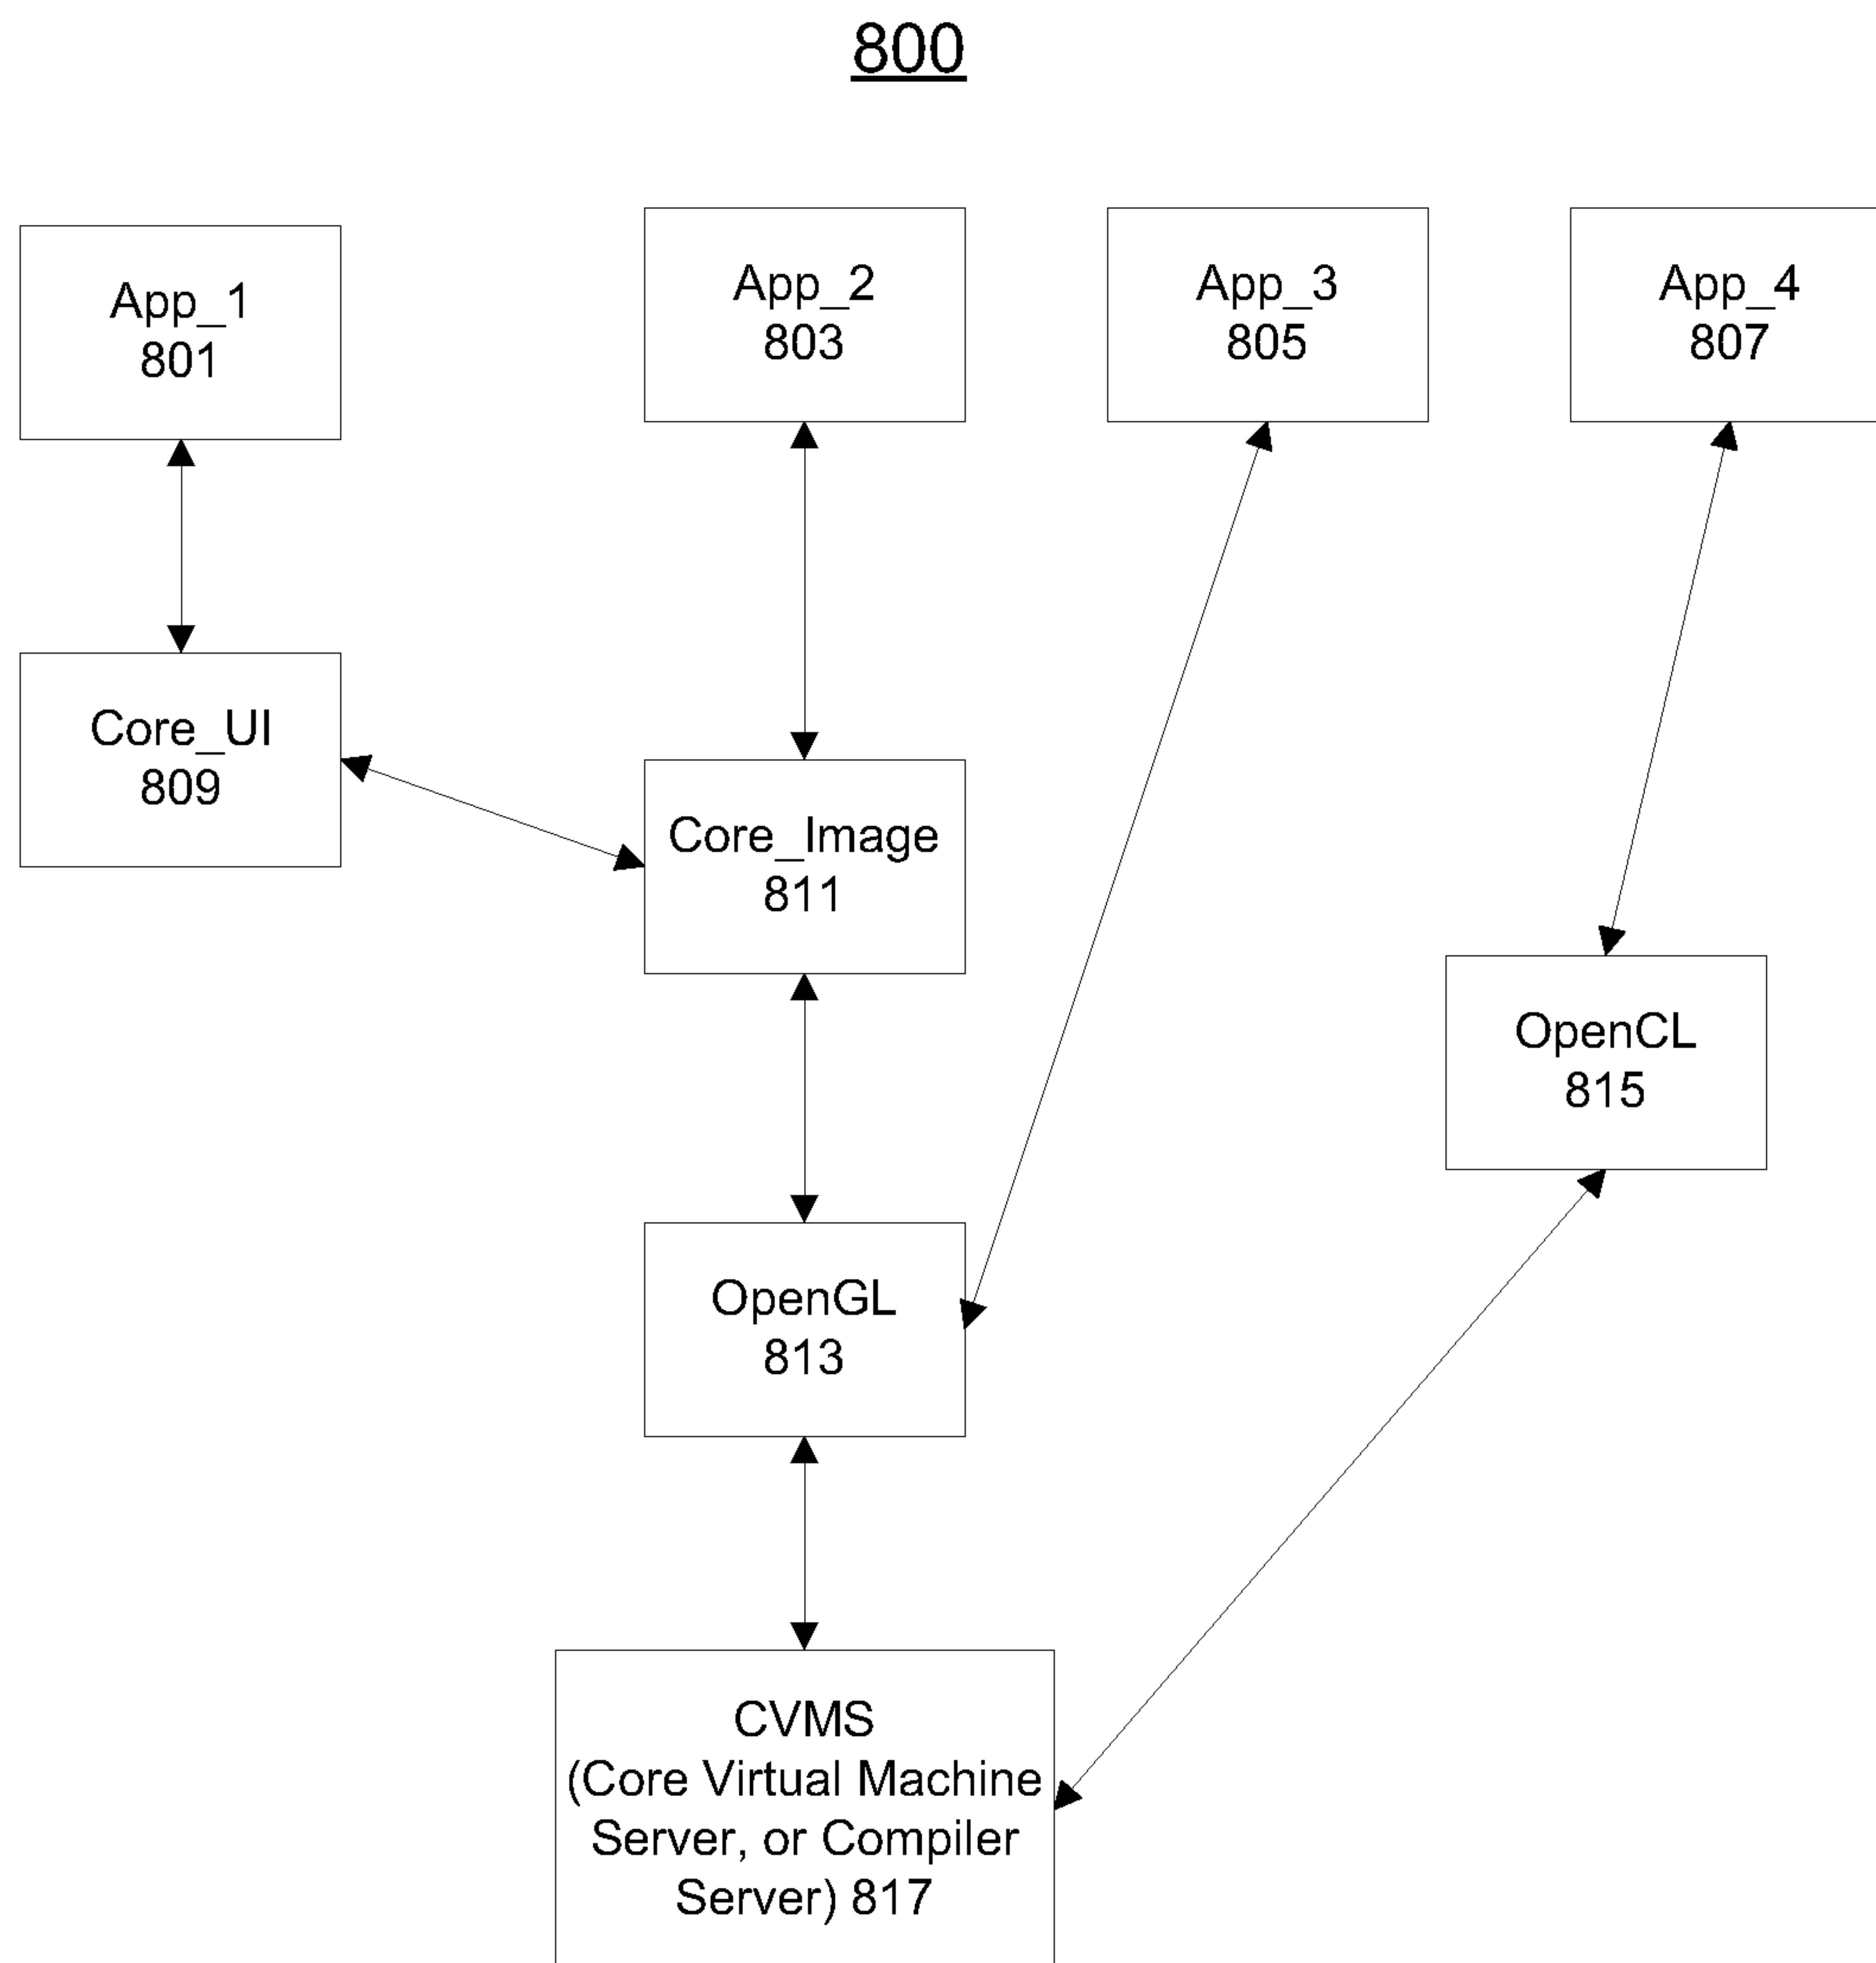 800
App_1
801
App_2
803
App_3
805
App_4
807
Core_UI
809
Core_Image
811
OpenCL
815
OpenGL
813
CVMS
(Core Virtual Machine
Server, or Compiler
Server) 817